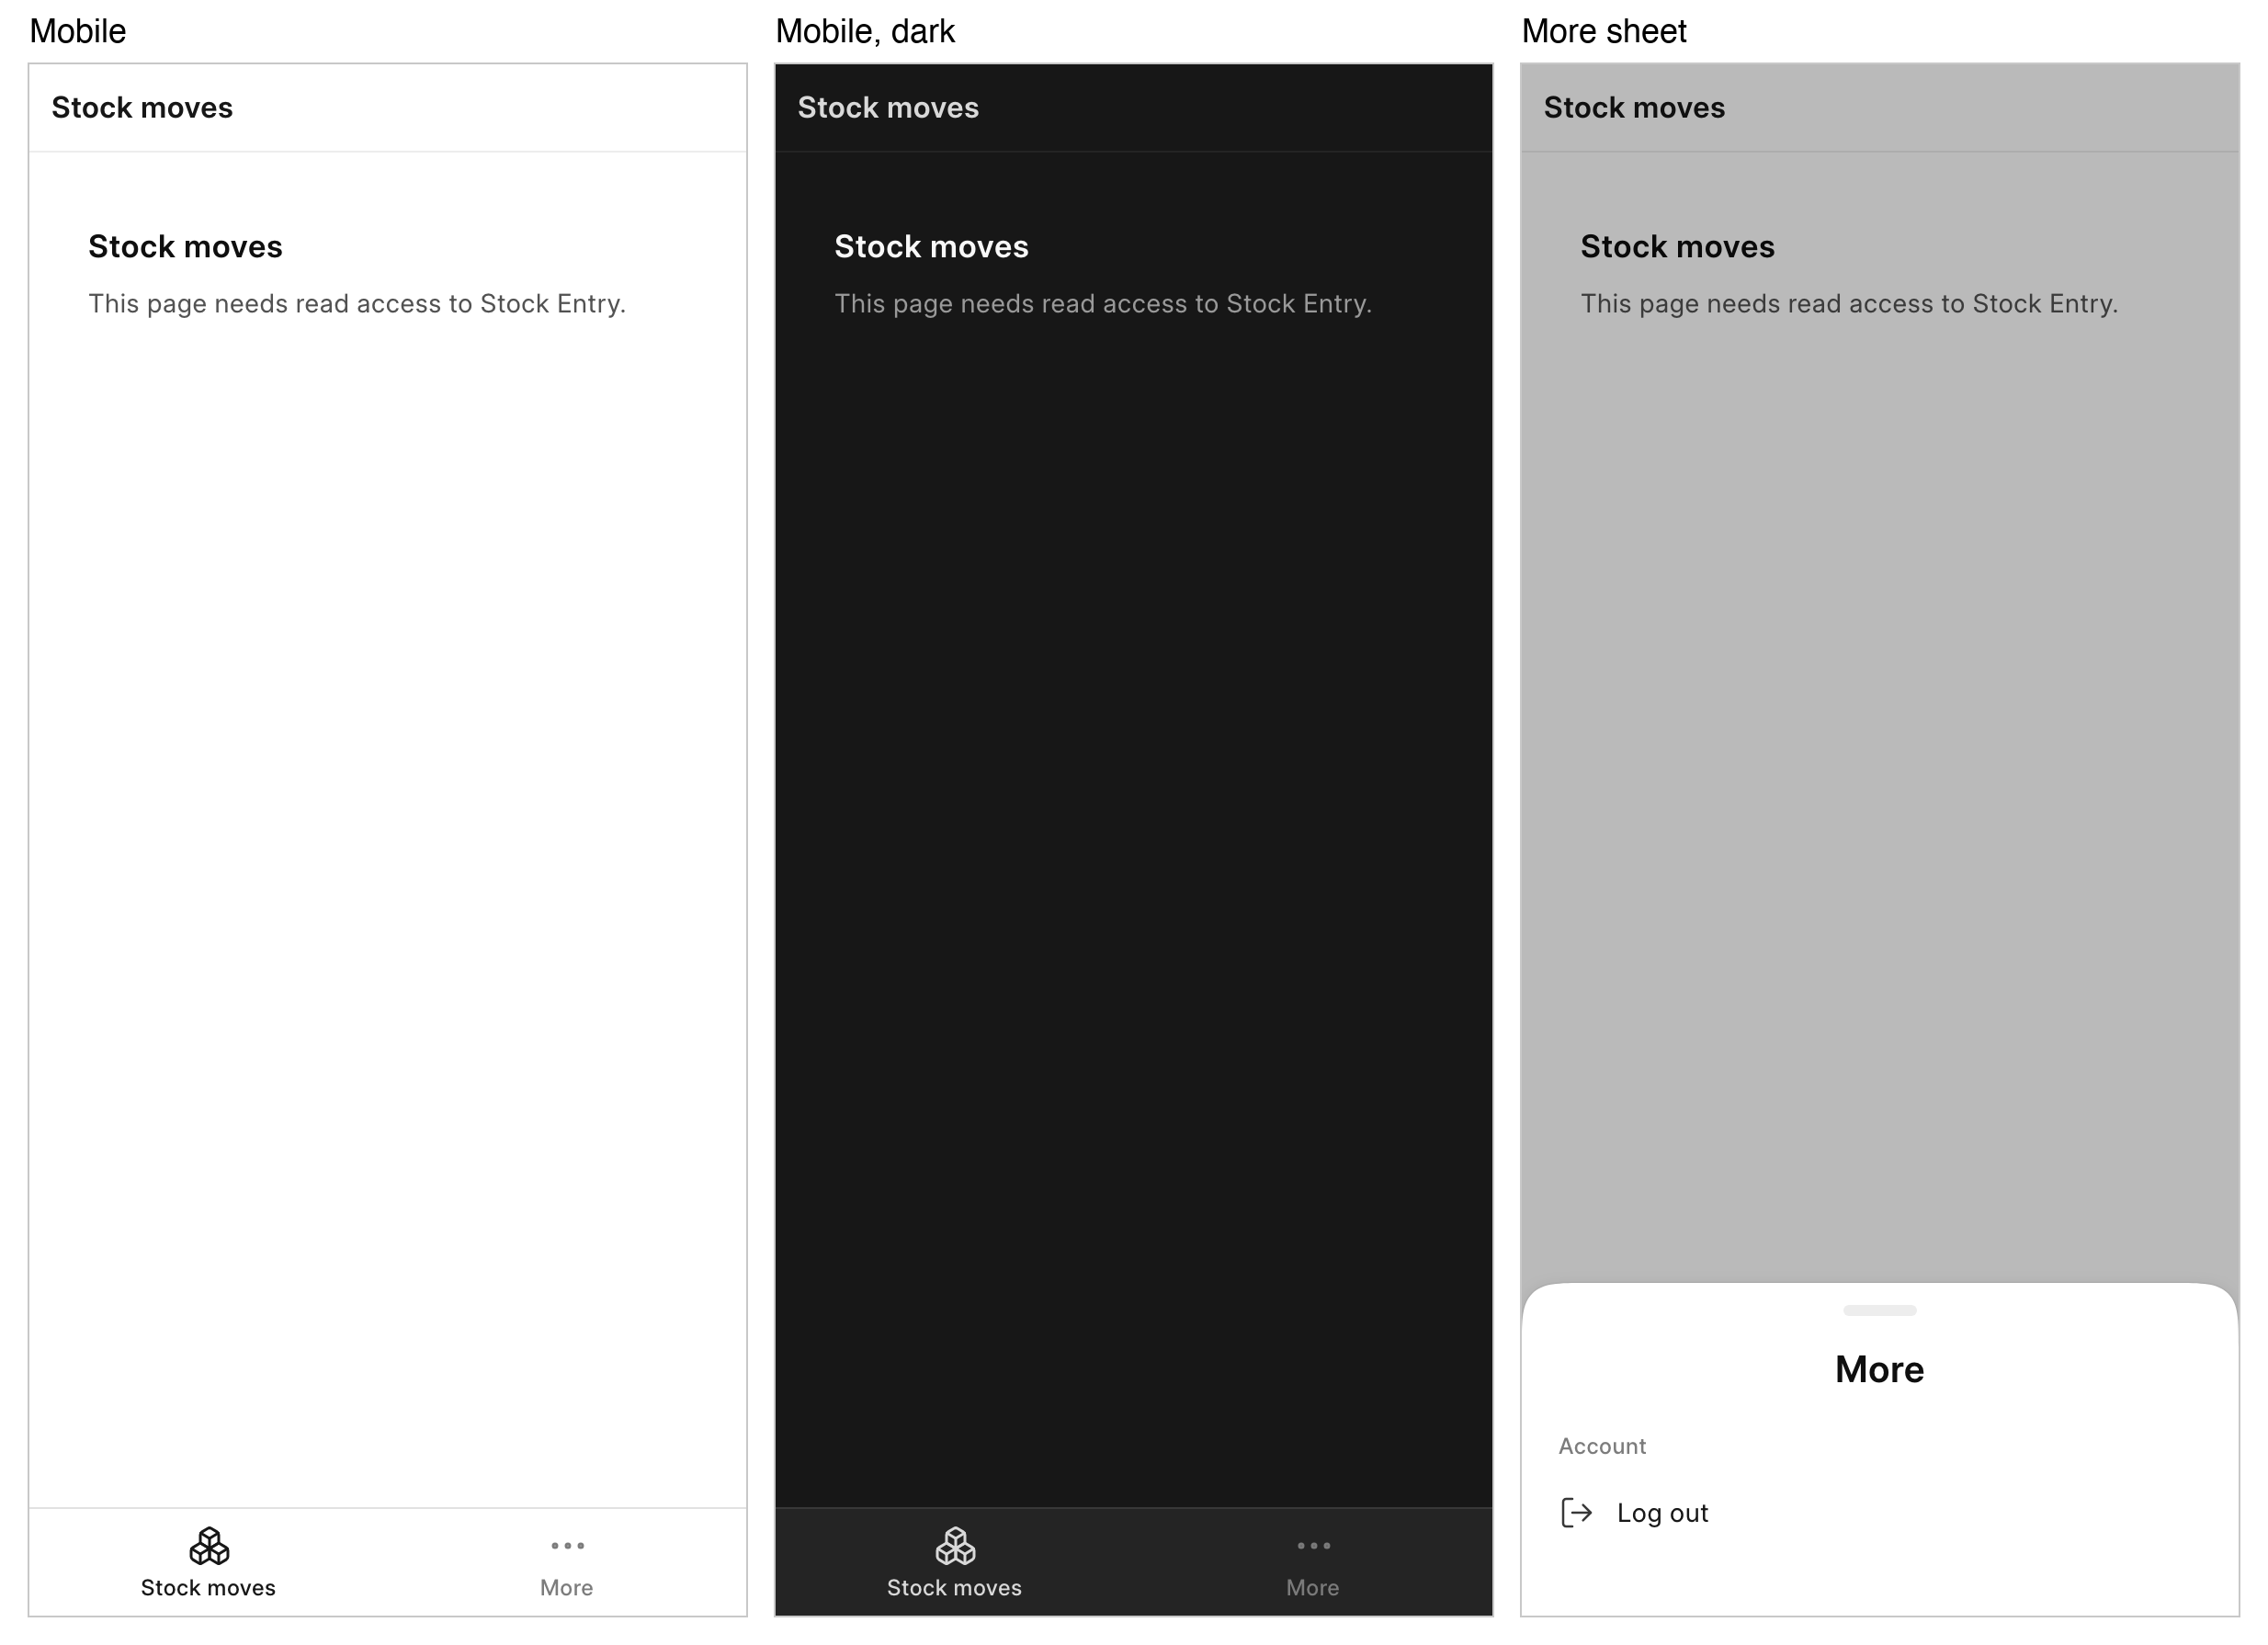 Mobile
Stock moves
Stock moves
This page needs read access to Stock Entry.
Stock moves
More
Mobile, dark
Stock moves
Stock moves
This page needs read access to Stock Entry.
Stock moves
More
More sheet
Stock moves
Stock moves
This page needs read access to Stock Entry.
More
Account
Log out